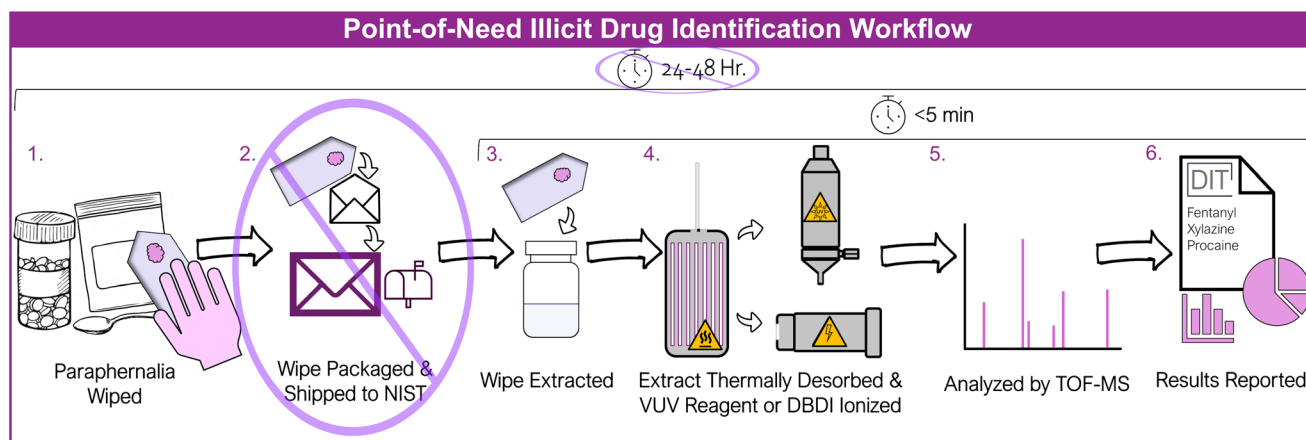 Point-of-Need Illicit Drug Identification Workflow
24-48 Hr.
<5 min
1.
2.
3.
4.
5.
6.
VUV
DIT
Fentanyl
Xylazine
Procaine
Paraphernalia
Wiped
Wipe Packaged &
Shipped to NIST
Wipe Extracted
Extract Thermally Desorbed &
VUV Reagent or DBDI Ionized
Analyzed by TOF-MS
Results Reported